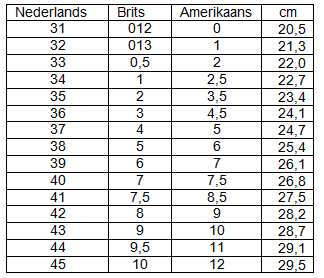 Nederlands Brits Amerikaans cm
31 012 0 20,5
32 013 1 21,3
33 0,5 2 22,0
34 1 2,5 22,7
35 2 3,5 23,4
36 3 4,5 24,1
37 4 5 24,7
38 5 6 25,4
39 6 7 26,1
40 7 7,5 26,8
41 7,5 8,5 27,5
42 8 9 28,2
43 9 10 28,7
44 9,5 11 29,1
45 10 12 29,5